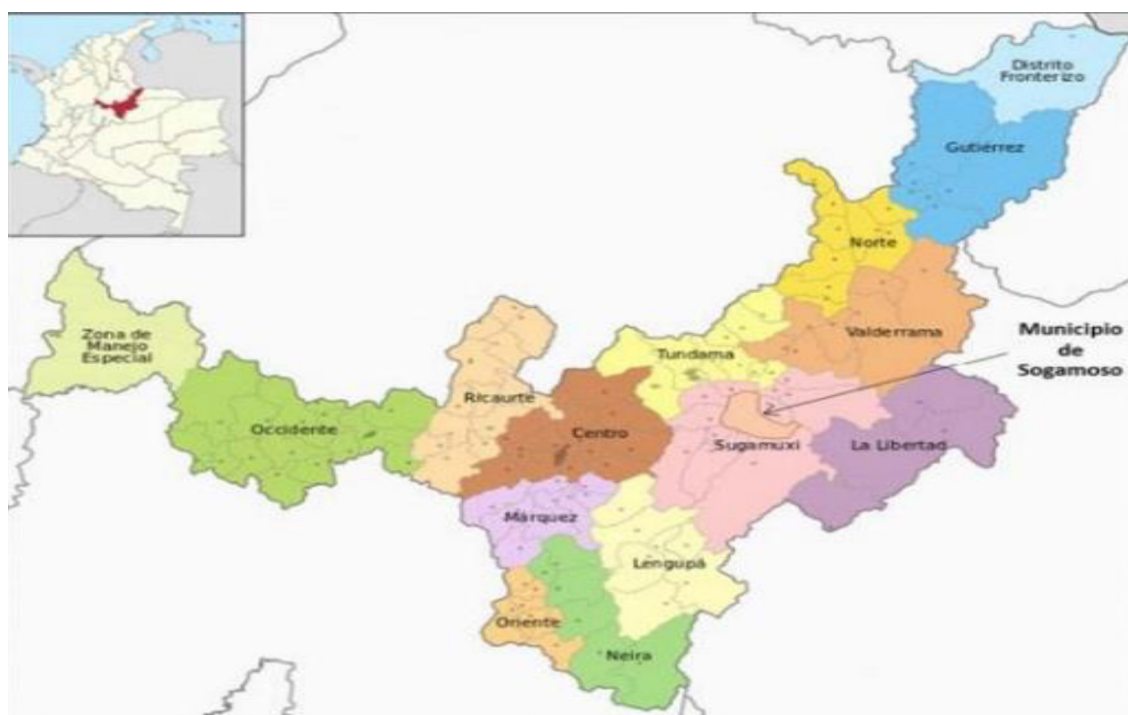 Distrito
Fronterizo
Gutiérrez
Norte
Zona de
Manejo
Especial
Valderrama
Municipio
de
Sogamoso
Tundama
Ricaurte
Occidente
Centro
Sugamuxi
La Libertad
Márquez
Lengupá
Oriente
Neira